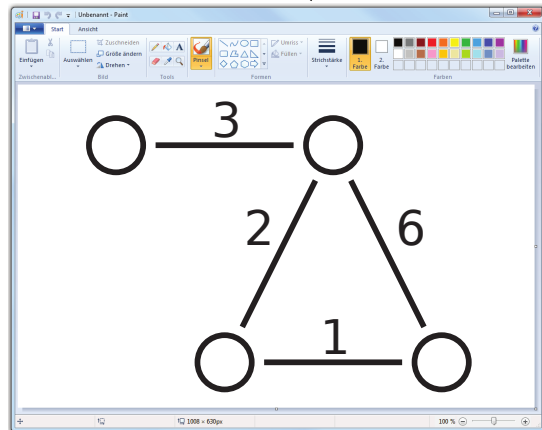 Unbenannt - Paint
Start Ansicht
Einfügen
Auswählen
Zuschneiden
Größe ändern
Drehen
A
Pinsel
Umriss
Füllen
Strichstärke
1. Farbe
2. Farbe
Palette bearbeiten
Zwischenabl... Bild Tools Formen Farben
3
2 6
1
1008 × 630px 100 %